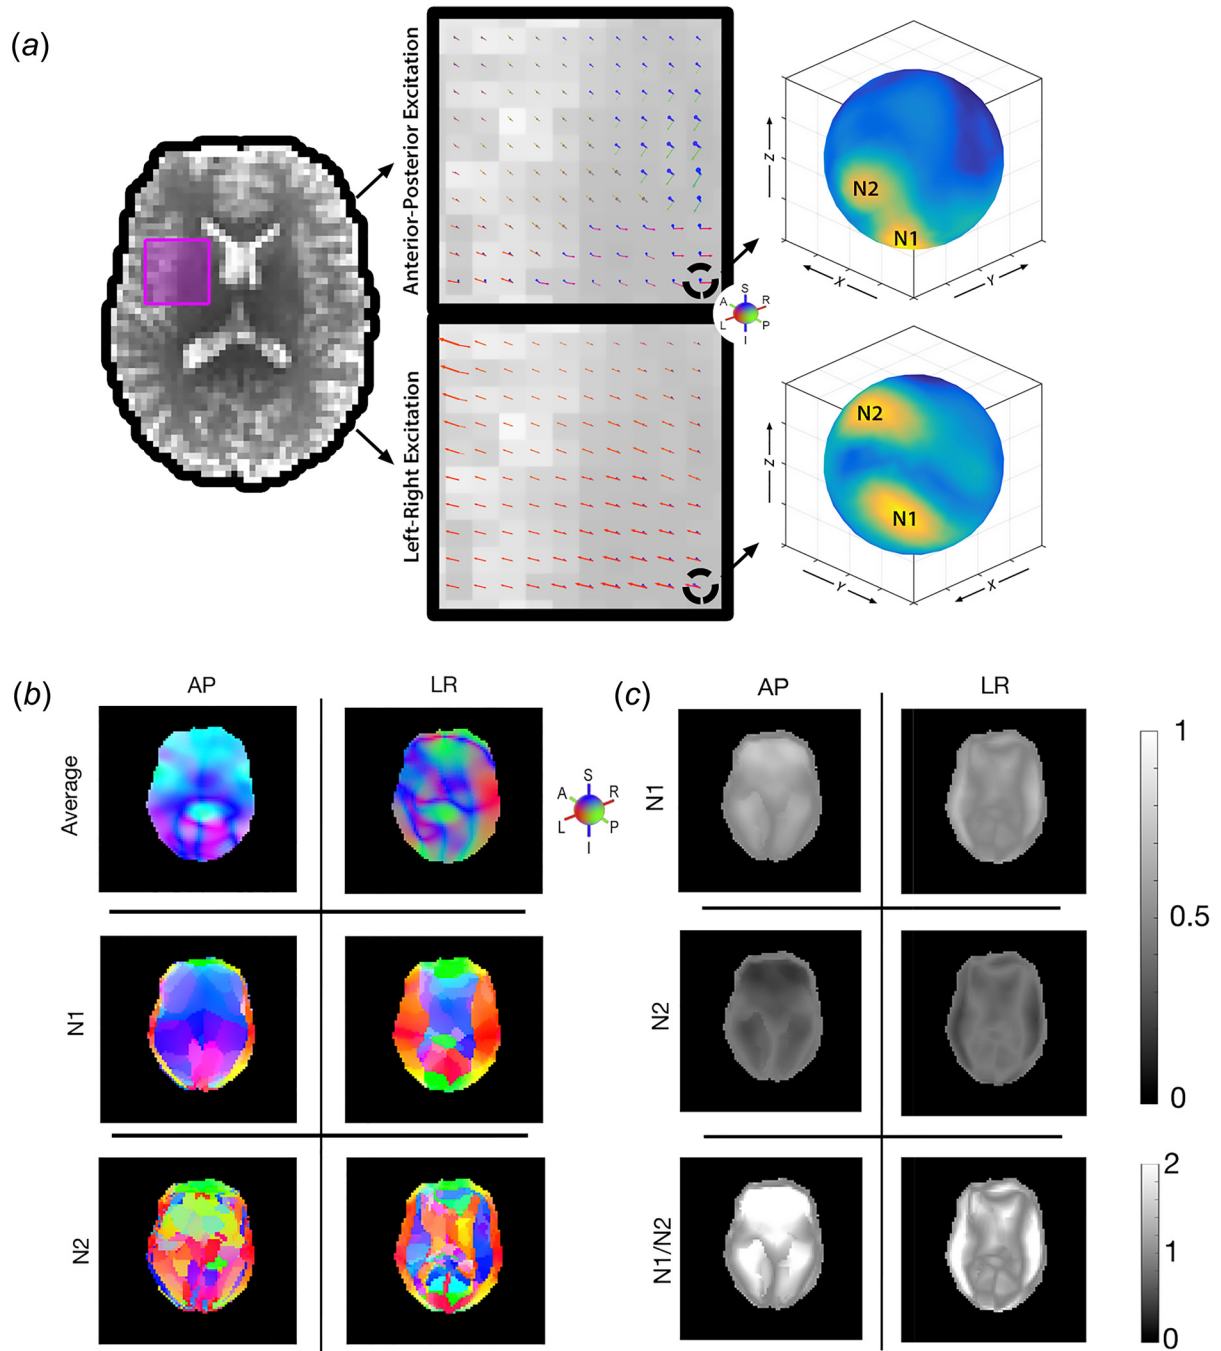 (a)
Anterior-Posterior Excitation
N2
N1
Z
X
Y
S
A
R
L
P
I
Left-Right Excitation
N2
N1
Z
Y
X
(b)
AP
LR
(c)
AP
LR
Average
S
A
R
L
P
I
N1
1
0.5
0
N1
N2
N2
N1/N2
2
1
0